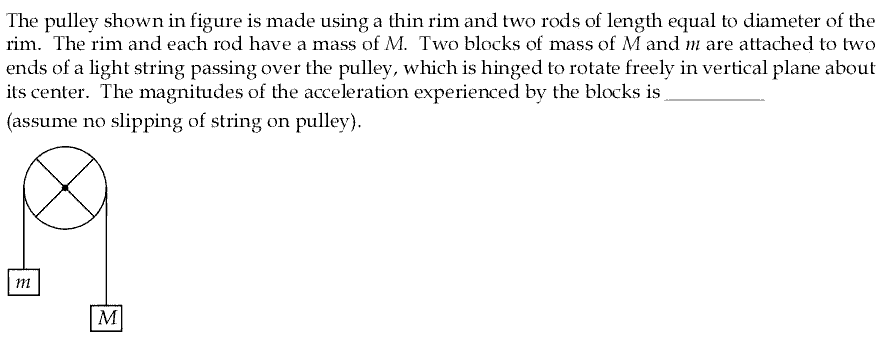 The pulley shown in figure is made using a thin rim and two rods of length equal to diameter of the
rim. The rim and each rod have a mass of M. Two blocks of mass of M and m are attached to two
ends of a light string passing over the pulley, which is hinged to rotate freely in vertical plane about
its center. The magnitudes of the acceleration experienced by the blocks is __________
(assume no slipping of string on pulley).
m
M